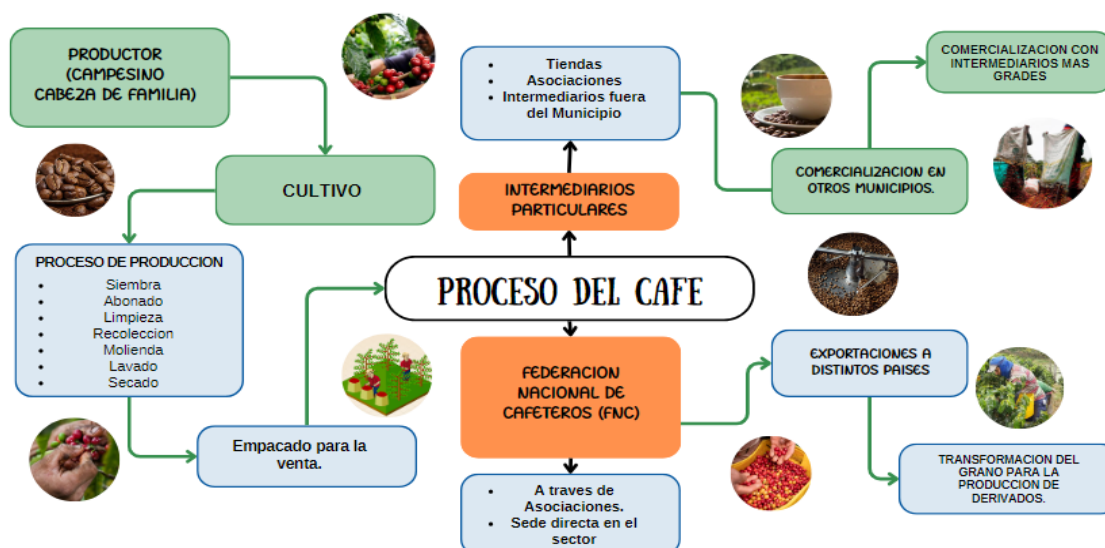 PRODUCTOR
(CAMPESINO
CABEZA DE FAMILIA)
CULTIVO
PROCESO DE PRODUCCION
• Siembra
• Abonado
• Limpieza
• Recoleccion
• Molienda
• Lavado
• Secado
Empacado para la
venta.
PROCESO DEL CAFE
INTERMEDIARIOS
PARTICULARES
• Tiendas
• Asociaciones
• Intermediarios fuera
del Municipio
COMERCIALIZACION EN
OTROS MUNICIPIOS.
COMERCIALIZACION CON
INTERMEDIARIOS MAS
GRADES
FEDERACION
NACIONAL DE
CAFETEROS (FNC)
• A traves de
Asociaciones.
• Sede directa en el
sector
EXPORTACIONES A
DISTINTOS PAISES
TRANSFORMACION DEL
GRANO PARA LA
PRODUCCION DE
DERIVADOS.